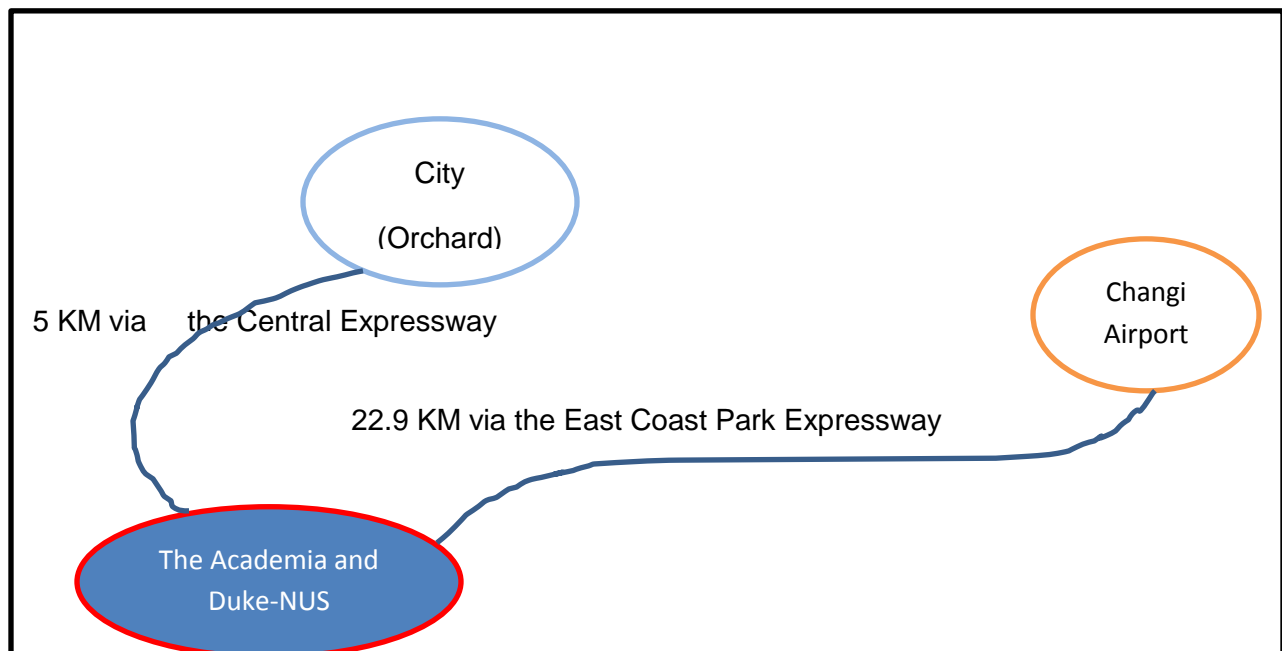 City
(Orchard)
Changi
Airport
5 KM via the Central Expressway
22.9 KM via the East Coast Park Expressway
The Academia and
Duke-NUS